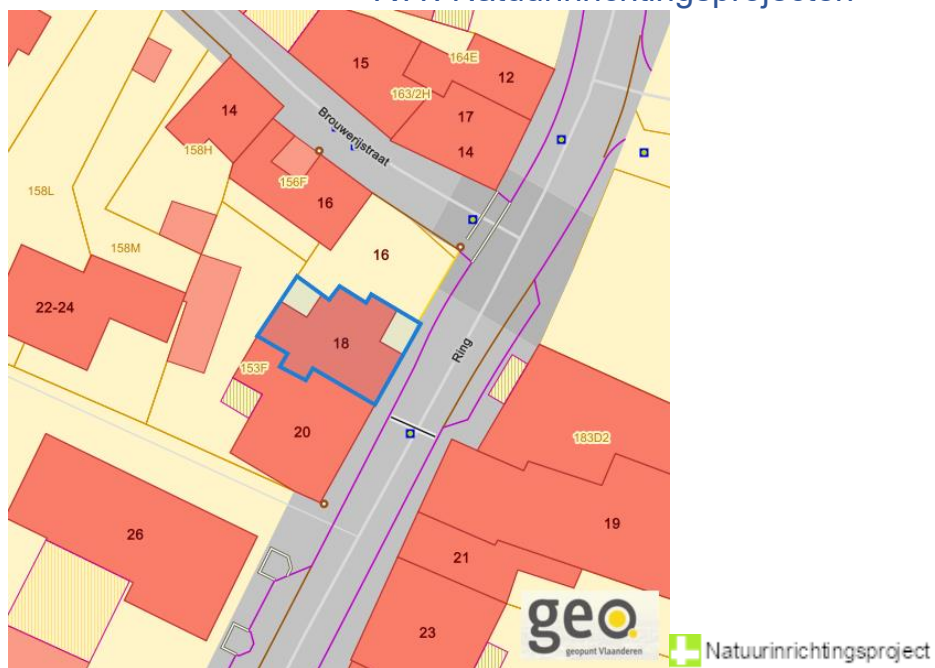 15
164E
12
163/2H
17
14
14
Brouwerijstraat
158H
156F
16
158L
158M
16
22-24
18
Ring
153F
20
183D2
26
19
21
23
geo
geopunt Vlaanderen
Natuurinrichtingsproject